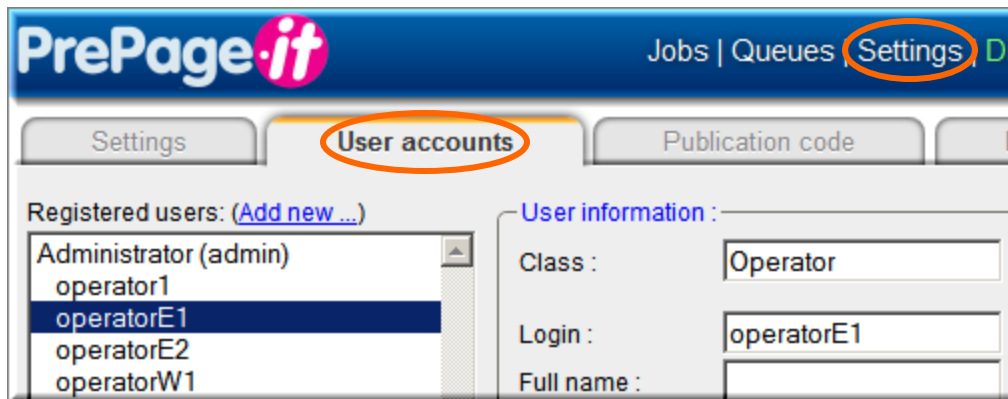 PrePage-it
Jobs | Queues | Settings | D
Settings
User accounts
Publication code
Registered users: (Add new ...)
Administrator (admin)
operator1
operatorE1
operatorE2
operatorW1
User information :
Class :
Operator
Login :
operatorE1
Full name :